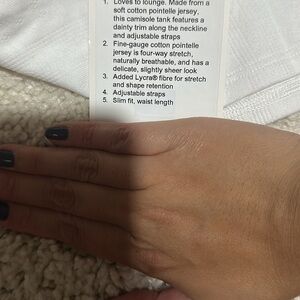 1. Loves to lounge. Made from a
soft cotton pointelle jersey,
this camisole tank features a
dainty trim along the neckline
and adjustable straps
2. Fine-gauge cotton pointelle
jersey is four-way stretch,
naturally breathable, and has a
delicate, slightly sheer look
3. Added Lycra® fibre for stretch
and shape retention
4. Adjustable straps
5. Slim fit, waist length